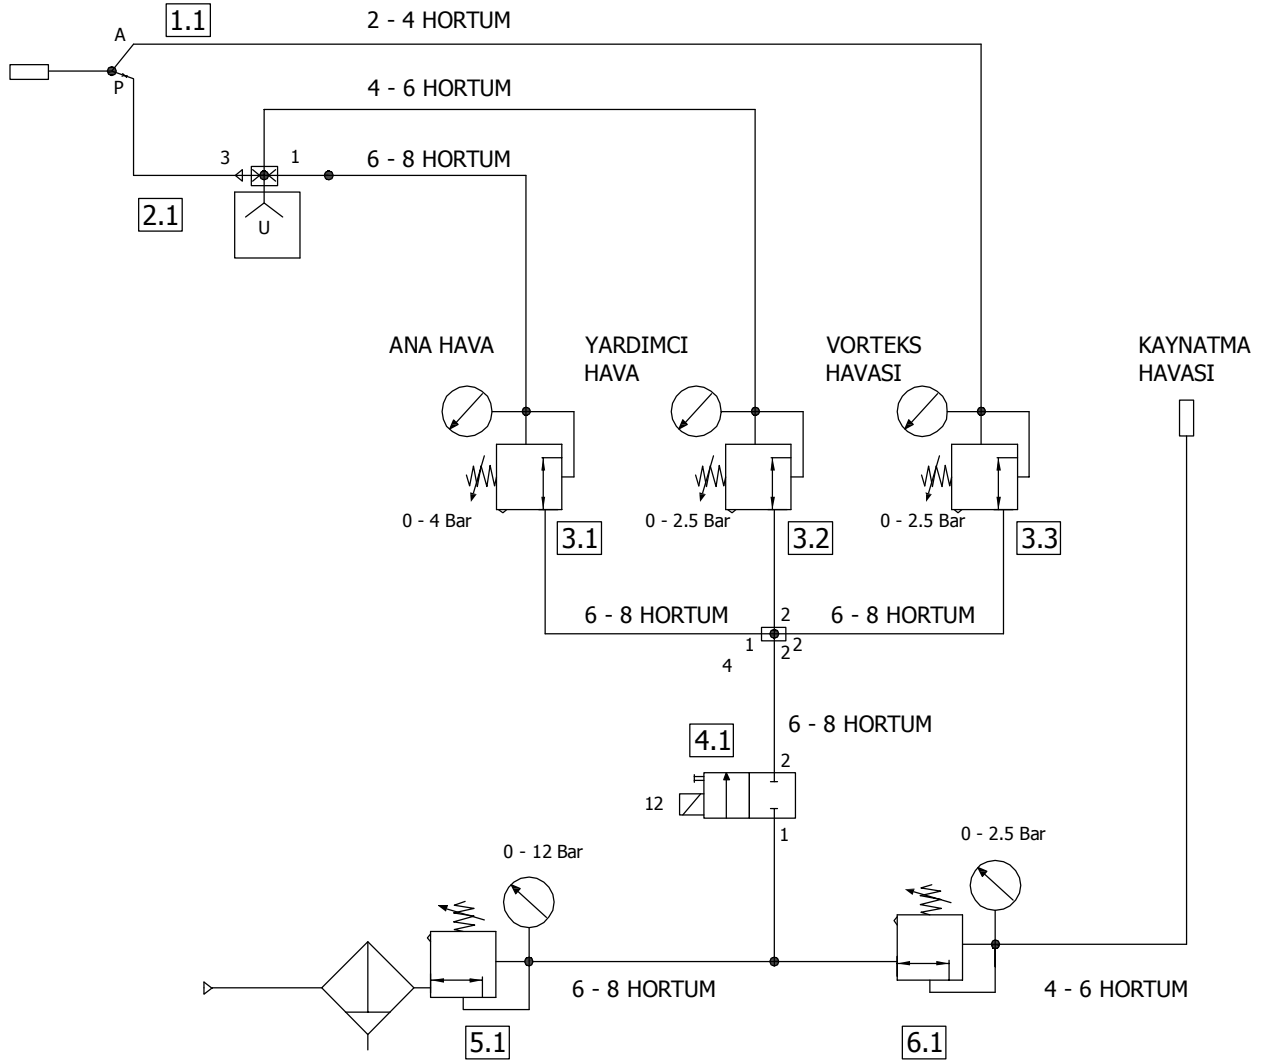 1.1
2 - 4 HORTUM
A
P
4 - 6 HORTUM
3
1
6 - 8 HORTUM
2.1
U
ANA HAVA
YARDIMCI
HAVA
VORTEKS
HAVASI
KAYNATMA
HAVASI
0 - 4 Bar
3.1
0 - 2.5 Bar
3.2
0 - 2.5 Bar
3.3
6 - 8 HORTUM
2
6 - 8 HORTUM
1
2
2
4
6 - 8 HORTUM
4.1
2
12
1
0 - 12 Bar
0 - 2.5 Bar
6 - 8 HORTUM
4 - 6 HORTUM
5.1
6.1